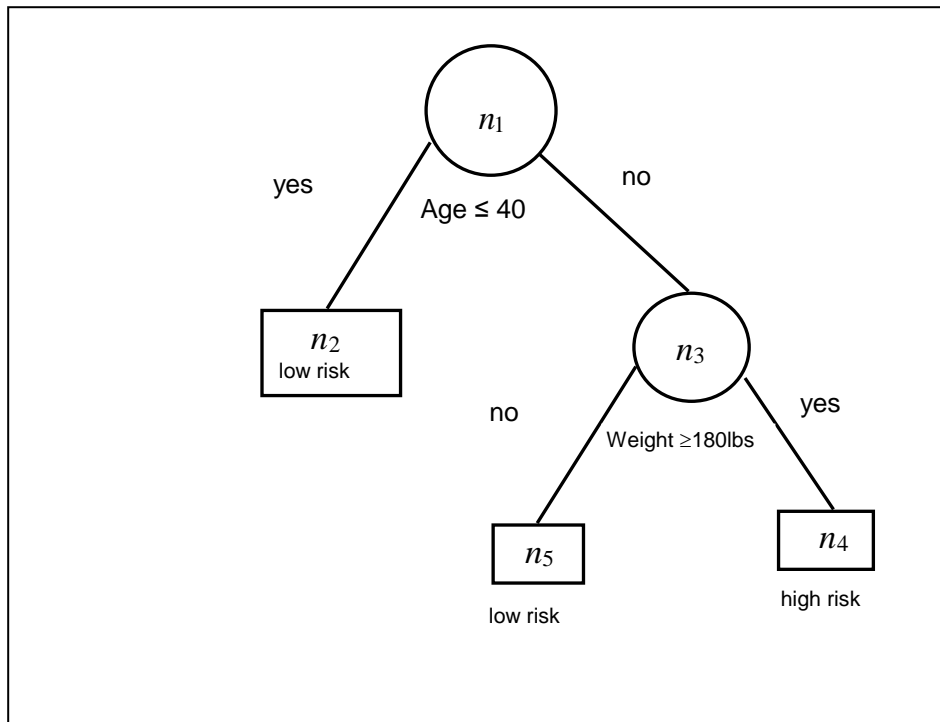 n1
yes
no
Age ≤ 40
n2
low risk
n3
no
yes
Weight ≥180lbs
n5
n4
low risk
high risk